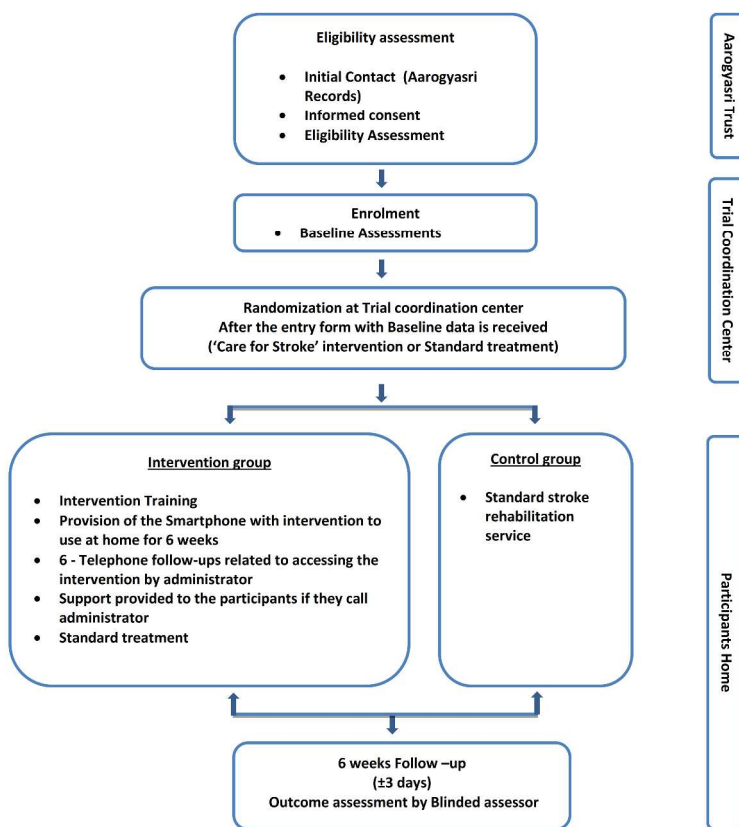 Eligibility assessment
• Initial Contact (Aarogyasri
Records)
• Informed consent
• Eligibility Assessment
Aarogyasri Trust
Enrolment
• Baseline Assessments
Randomization at Trial coordination center
After the entry form with Baseline data is received
(‘Care for Stroke’ intervention or Standard treatment)
Trial Coordination Center
Intervention group
• Intervention Training
• Provision of the Smartphone with intervention to
use at home for 6 weeks
• 6 - Telephone follow-ups related to accessing the
intervention by administrator
• Support provided to the participants if they call
administrator
• Standard treatment
Control group
• Standard stroke
rehabilitation
service
Participants Home
6 weeks Follow –up
(±3 days)
Outcome assessment by Blinded assessor